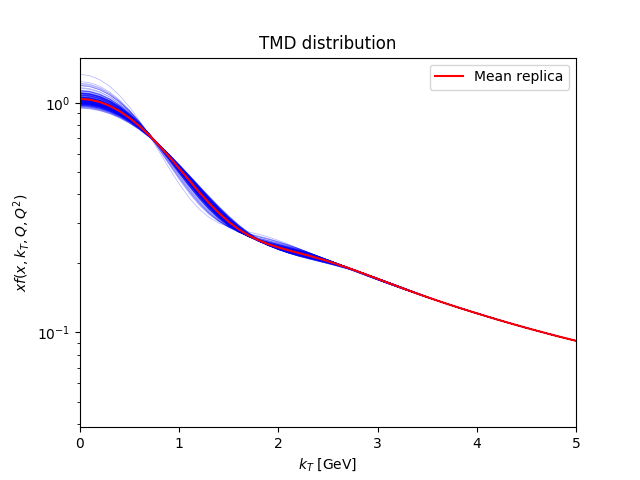 TMD distribution
Mean replica
10⁰
10⁻¹
xf(x, k_T, Q, Q²)
0 1 2 3 4 5
k_T [GeV]